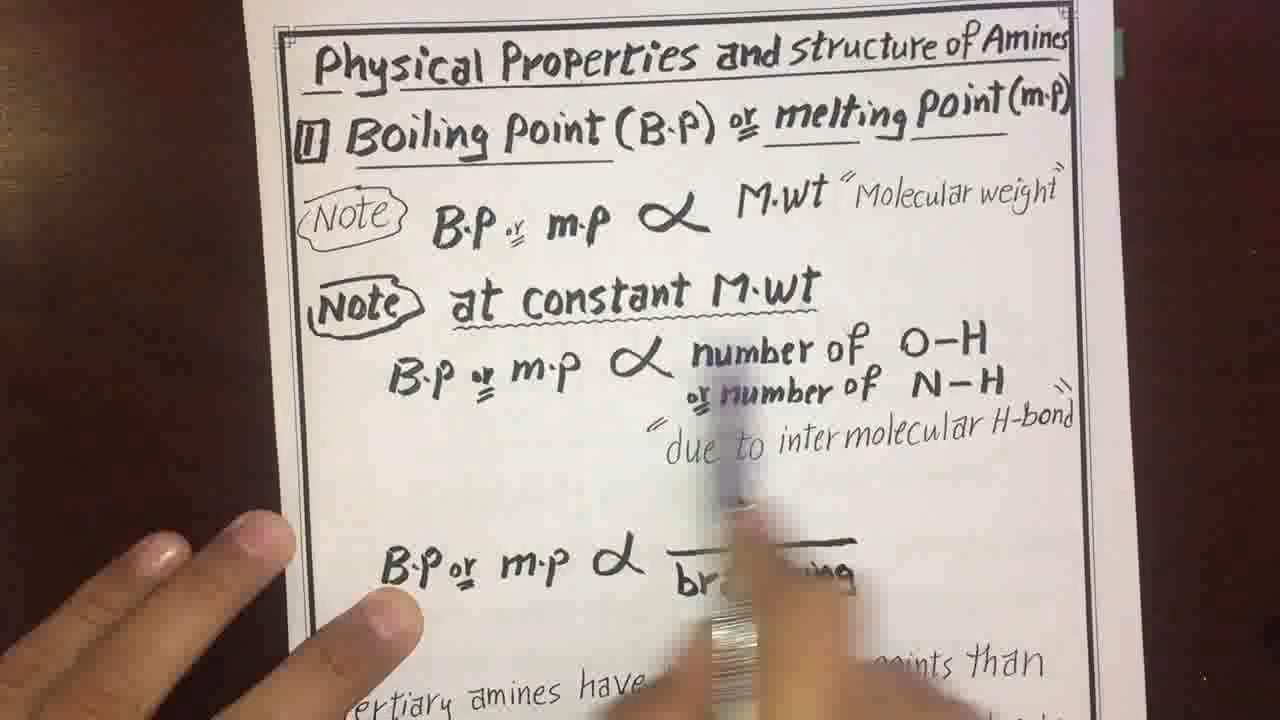 Physical Properties and structure of Amines
1 Boiling point (B.P) or melting point (m.p)
Note B.P or m.p ∝ M.wt "Molecular weight"
Note at constant M.wt
B.P or m.p ∝ number of O-H
or number of N-H
"due to intermolecular H-bond"
B.P or m.p ∝
amines have than